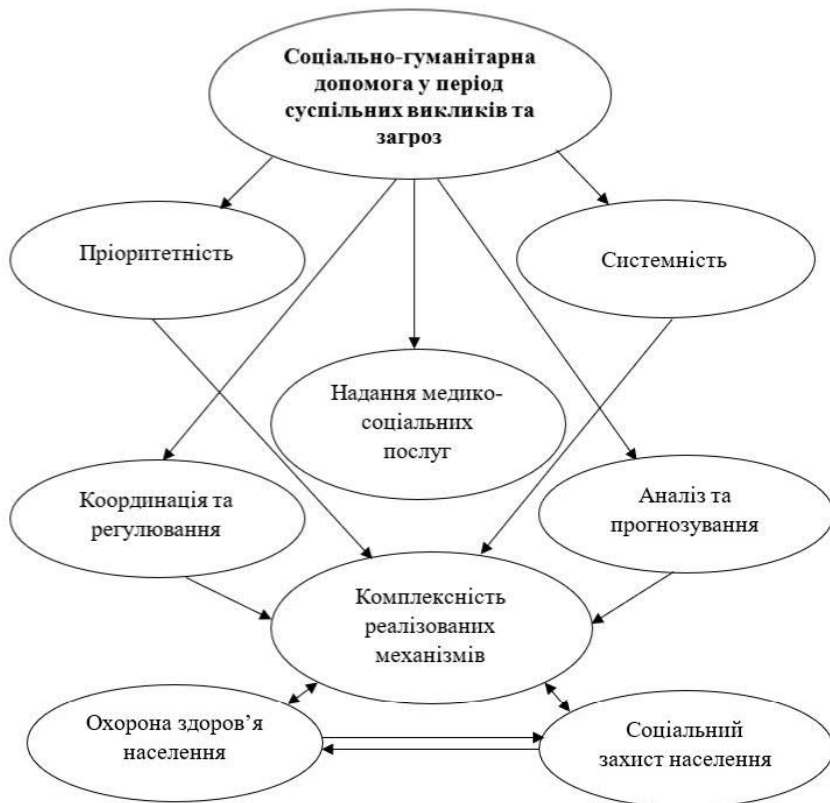 Соціально-гуманітарна
допомога у період
суспільних викликів та
загроз
Пріоритетність
Системність
Надання медико-
соціальних
послуг
Координація та
регулювання
Аналіз та
прогнозування
Комплексність
реалізованих
механізмів
Охорона здоров’я
населення
Соціальний
захист населення